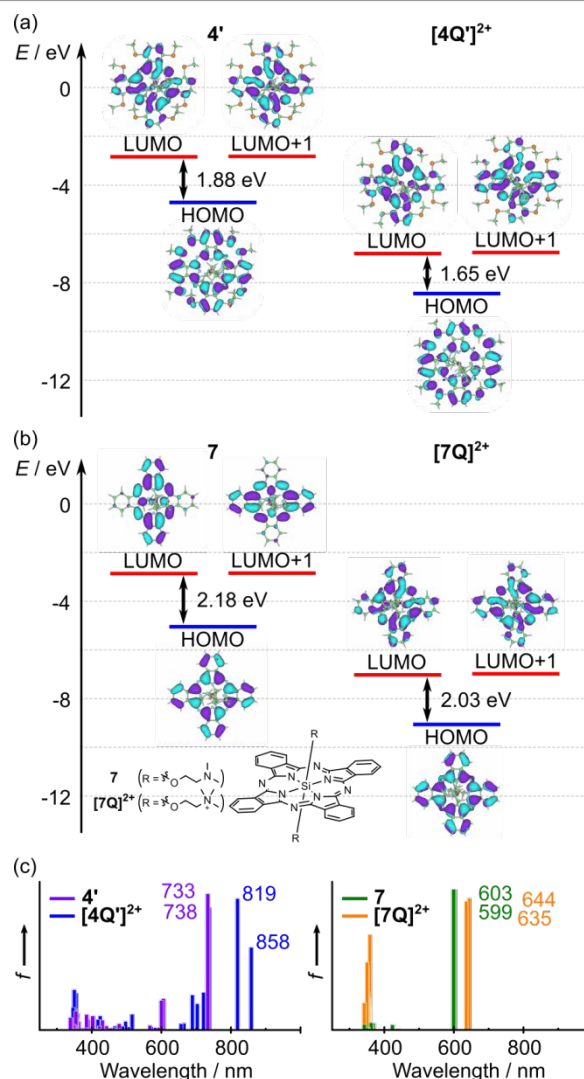 (a)
E / eV
4'
[4Q']²⁺
0
LUMO LUMO+1
-4
1.88 eV
HOMO
LUMO LUMO+1
1.65 eV
-8
HOMO
-12
(b)
E / eV
7
[7Q]²⁺
0
LUMO LUMO+1
-4
2.18 eV
HOMO
LUMO LUMO+1
2.03 eV
-8
HOMO
R
7 (R = O N )
[7Q]²⁺ (R = O N+ )
N N N N Si N N N N
R
-12
(c)
4'
[4Q']²⁺
733
738
819
858
f
400 600 800
Wavelength / nm
7
[7Q]²⁺
603
599
644
635
f
400 600 800
Wavelength / nm